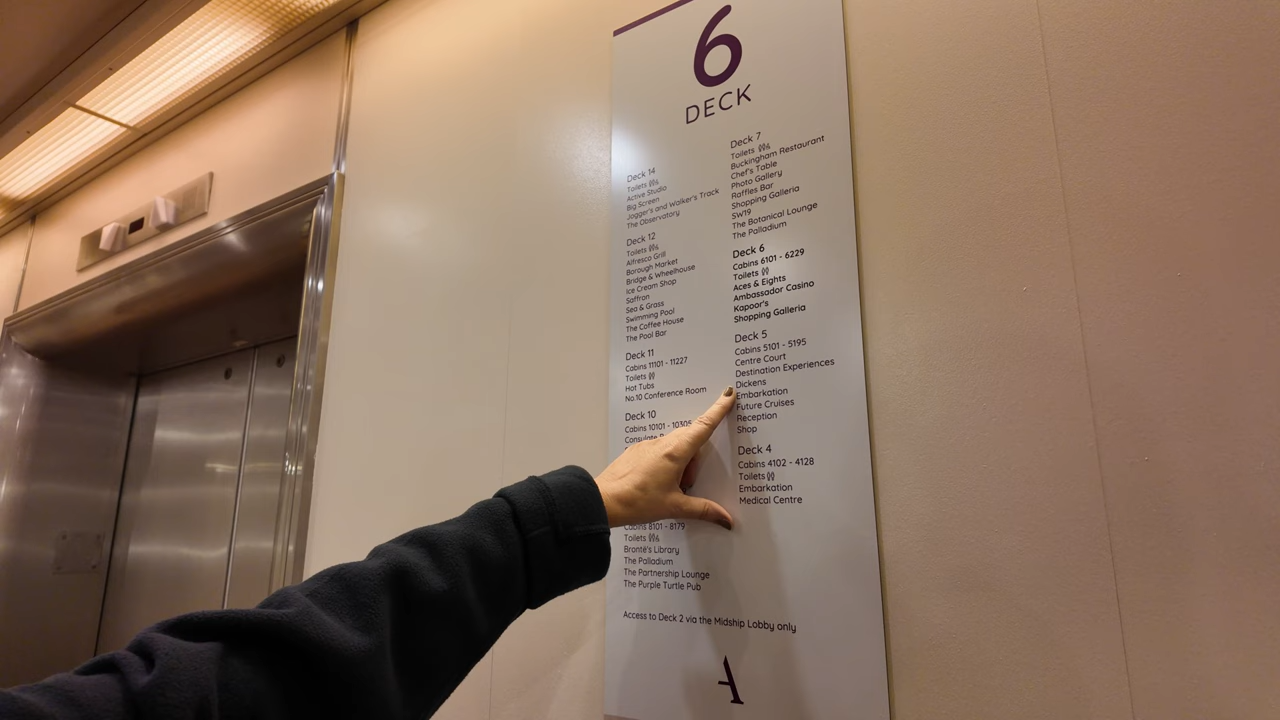 6
DECK
Deck 14
Toilets
Active Studio
Big Screen
Jogger's and Walker's Track
The Observatory
Deck 12
Toilets
Alfresco Grill
Borough Market
Bridge & Wheelhouse
Ice Cream Shop
Saffron
Sea & Grass
Swimming Pool
The Coffee House
The Pool Bar
Deck 11
Cabins 11101 - 11227
Toilets
Hot Tubs
No.10 Conference Room
Deck 10
Cabins 10101 - 10305
Consulate
Cabins 8101 - 8179
Toilets
Brontë's Library
The Palladium
The Partnership Lounge
The Purple Turtle Pub
Deck 7
Toilets
Buckingham Restaurant
Chef's Table
Photo Gallery
Raffles Bar
Shopping Galleria
SW19
The Botanical Lounge
The Palladium
Deck 6
Cabins 6101 - 6229
Toilets
Aces & Eights
Ambassador Casino
Kapoor's
Shopping Galleria
Deck 5
Cabins 5101 - 5195
Centre Court
Destination Experiences
Dickens
Embarkation
Future Cruises
Reception
Shop
Deck 4
Cabins 4102 - 4128
Toilets
Embarkation
Medical Centre
Access to Deck 2 via the Midship Lobby only
A